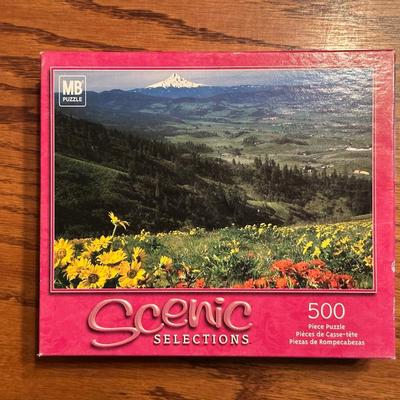 MB
PUZZLE
Scenic
SELECTIONS
500
Piece Puzzle
Pièces de Casse-tête
Piezas de Rompecabezas